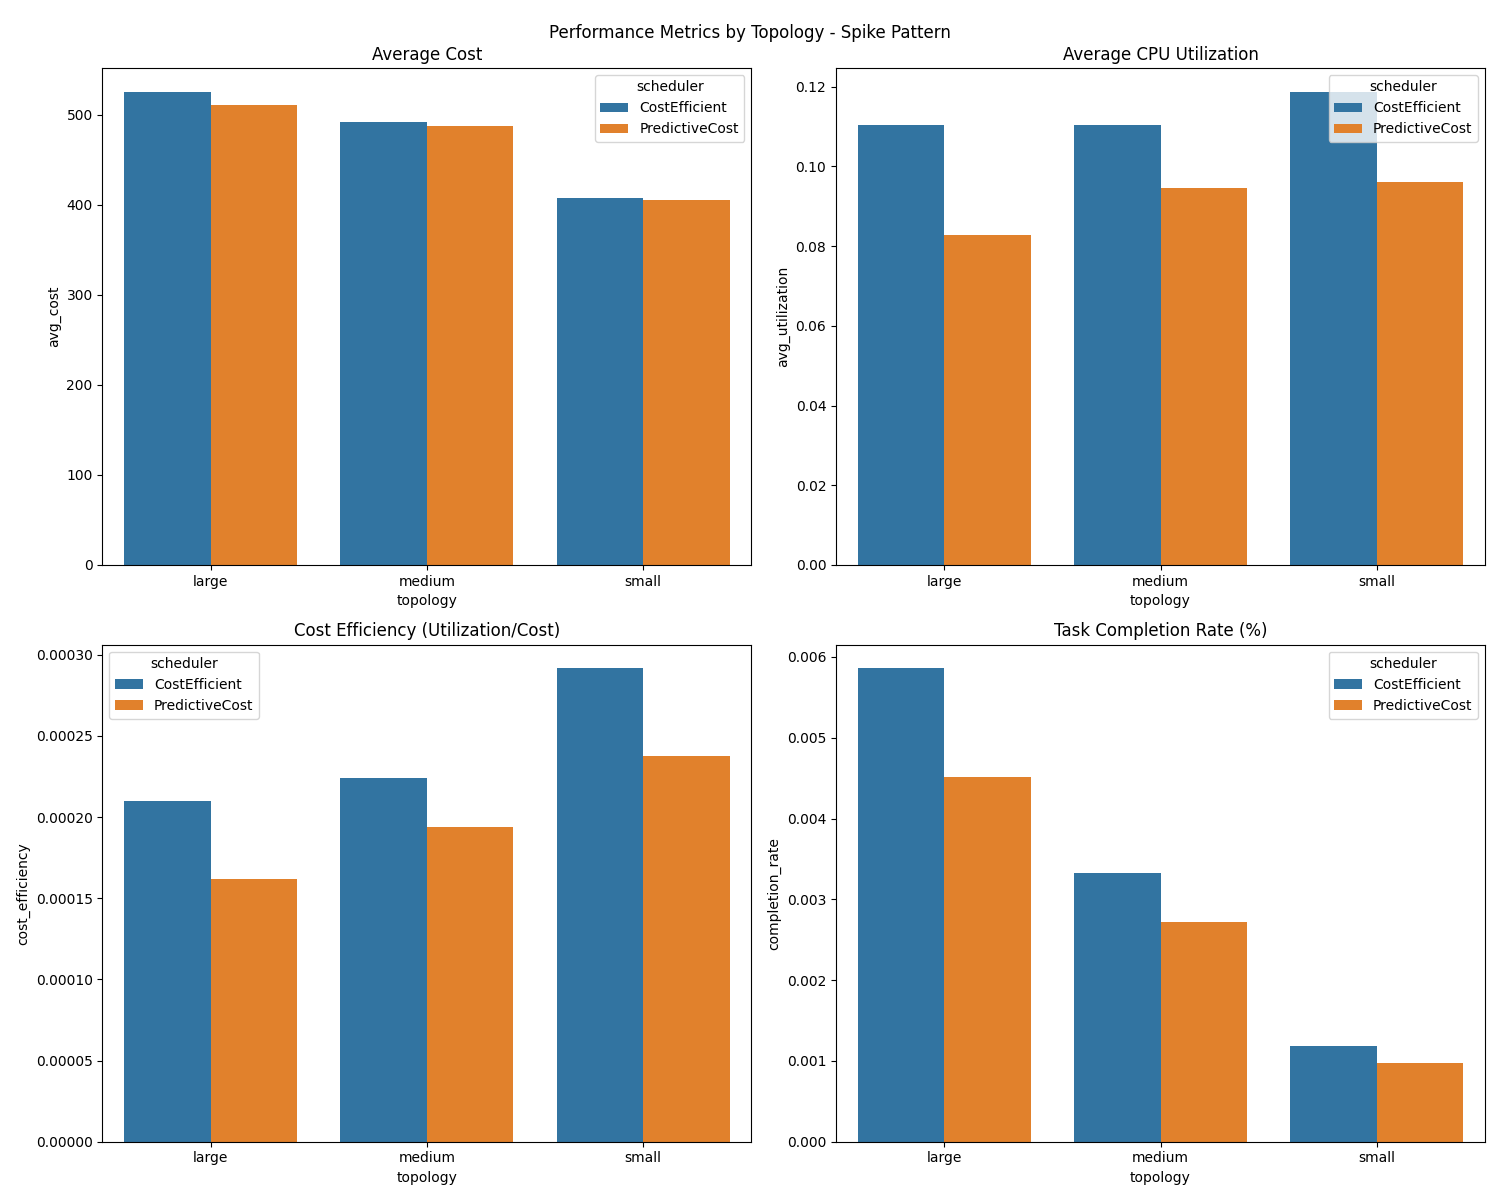 Performance Metrics by Topology - Spike Pattern
Average Cost
avg_cost
500
400
300
200
100
0
scheduler
CostEfficient
PredictiveCost
large
medium
small
topology
Average CPU Utilization
avg_utilization
0.12
0.10
0.08
0.06
0.04
0.02
0.00
scheduler
CostEfficient
PredictiveCost
large
medium
small
topology
Cost Efficiency (Utilization/Cost)
cost_efficiency
0.00030
0.00025
0.00020
0.00015
0.00010
0.00005
0.00000
scheduler
CostEfficient
PredictiveCost
large
medium
small
topology
Task Completion Rate (%)
completion_rate
0.006
0.005
0.004
0.003
0.002
0.001
0.000
scheduler
CostEfficient
PredictiveCost
large
medium
small
topology